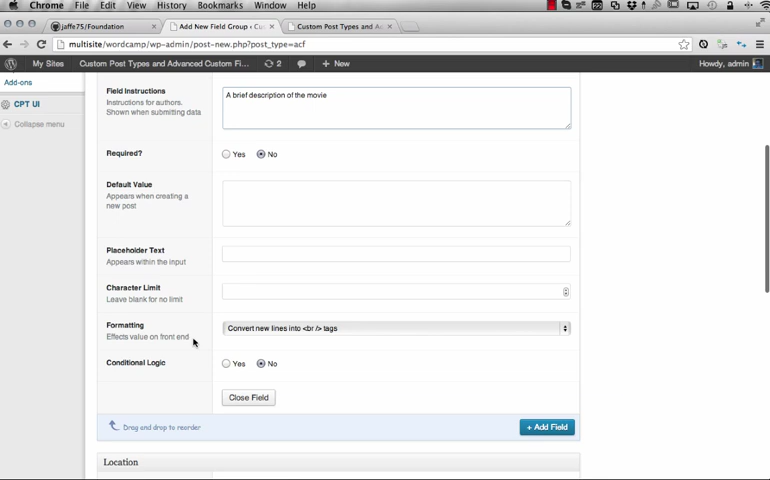 Chrome File Edit View History Bookmarks Window Help
jaffe75/Foundation
Add New Field Group ‹ Cus
Custom Post Types and Ad
multisite/wordcamp/wp-admin/post-new.php?post_type=acf
My Sites Custom Post Types and Advanced Custom Fi... 2 + New Howdy, admin
Add-ons
CPT UI
Collapse menu
Field Instructions
Instructions for authors.
Shown when submitting data
A brief description of the movie
Required?
Yes No
Default Value
Appears when creating a
new post
Placeholder Text
Appears within the input
Character Limit
Leave blank for no limit
Formatting
Effects value on front end
Convert new lines into <br /> tags
Conditional Logic
Yes No
Close Field
Drag and drop to reorder
+ Add Field
Location